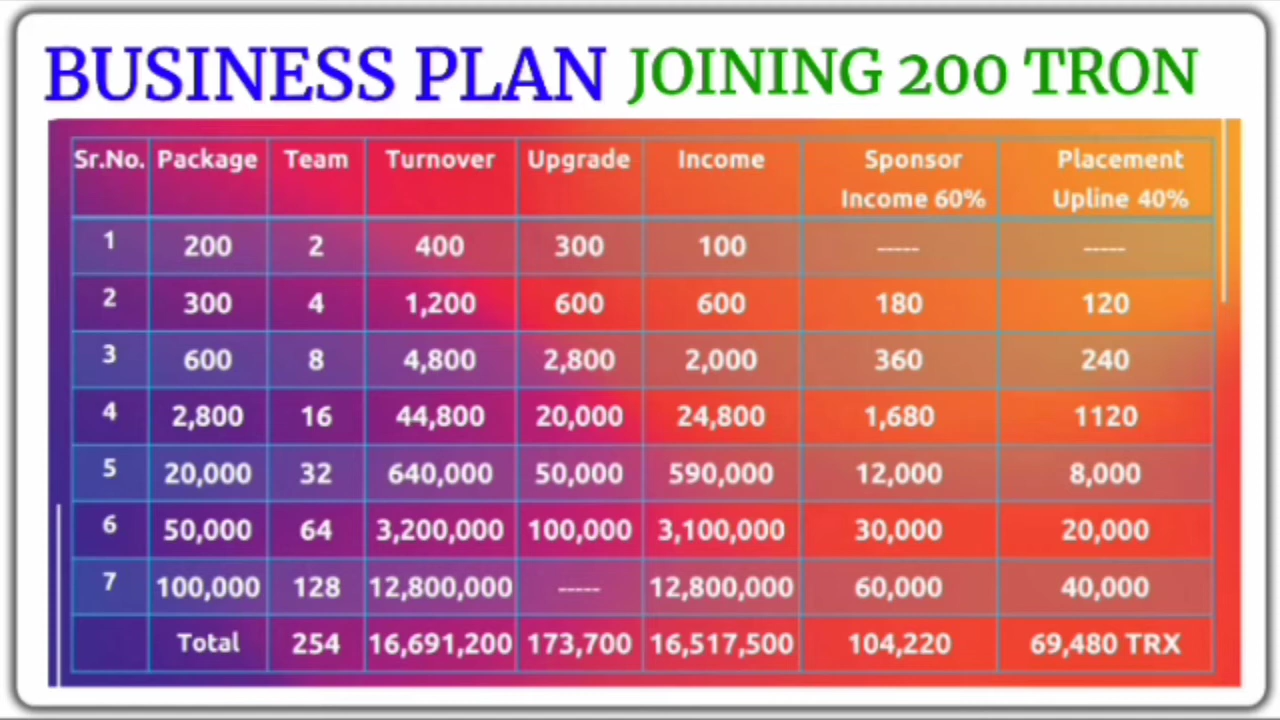 BUSINESS PLAN JOINING 200 TRON
Sr.No. Package Team Turnover Upgrade Income Sponsor Income 60% Placement Upline 40%
1 200 2 400 300 100 ----- -----
2 300 4 1,200 600 600 180 120
3 600 8 4,800 2,800 2,000 360 240
4 2,800 16 44,800 20,000 24,800 1,680 1120
5 20,000 32 640,000 50,000 590,000 12,000 8,000
6 50,000 64 3,200,000 100,000 3,100,000 30,000 20,000
7 100,000 128 12,800,000 ----- 12,800,000 60,000 40,000
Total 254 16,691,200 173,700 16,517,500 104,220 69,480 TRX